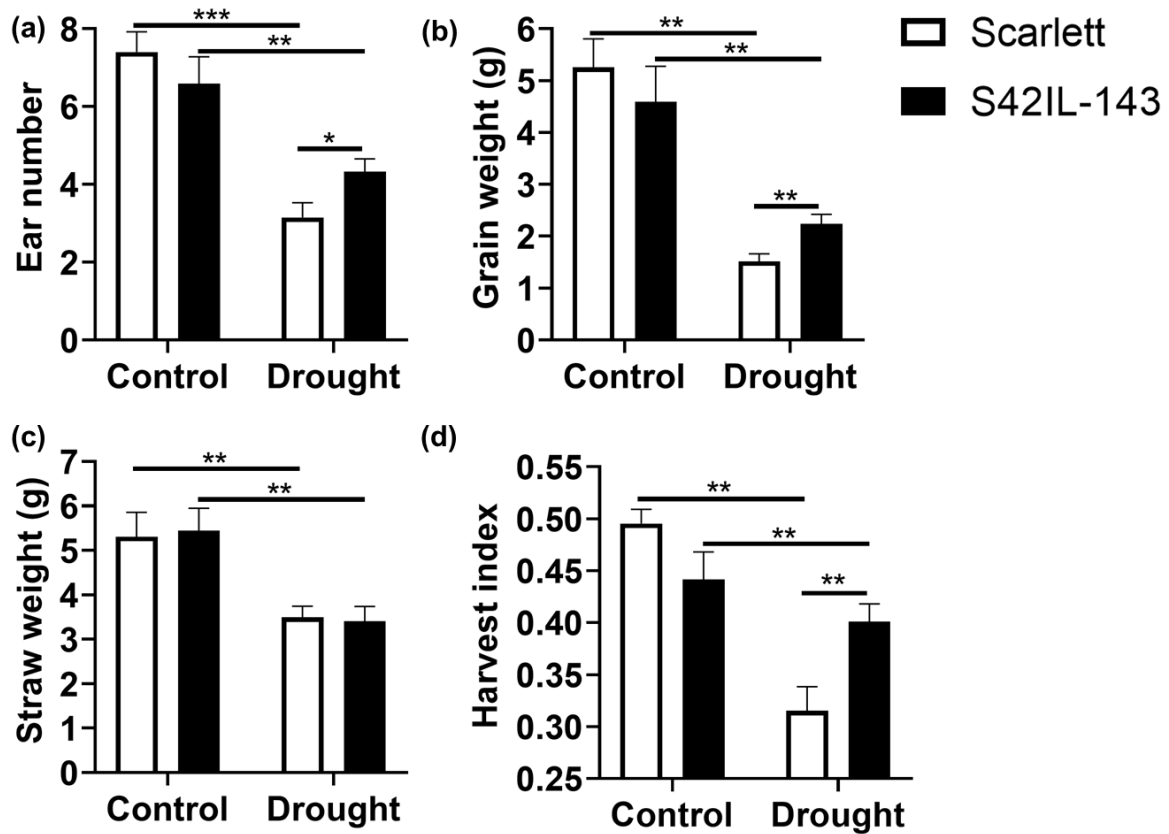 (a)
Ear number
8
6
4
2
0
***
**
*
Control Drought
(b)
Grain weight (g)
6
5
4
3
2
1
0
**
**
**
Control Drought
Scarlett
S42IL-143
(c)
Straw weight (g)
7
6
5
4
3
2
1
0
**
**
Control Drought
(d)
Harvest index
0.55
0.50
0.45
0.40
0.35
0.30
0.25
**
**
**
Control Drought